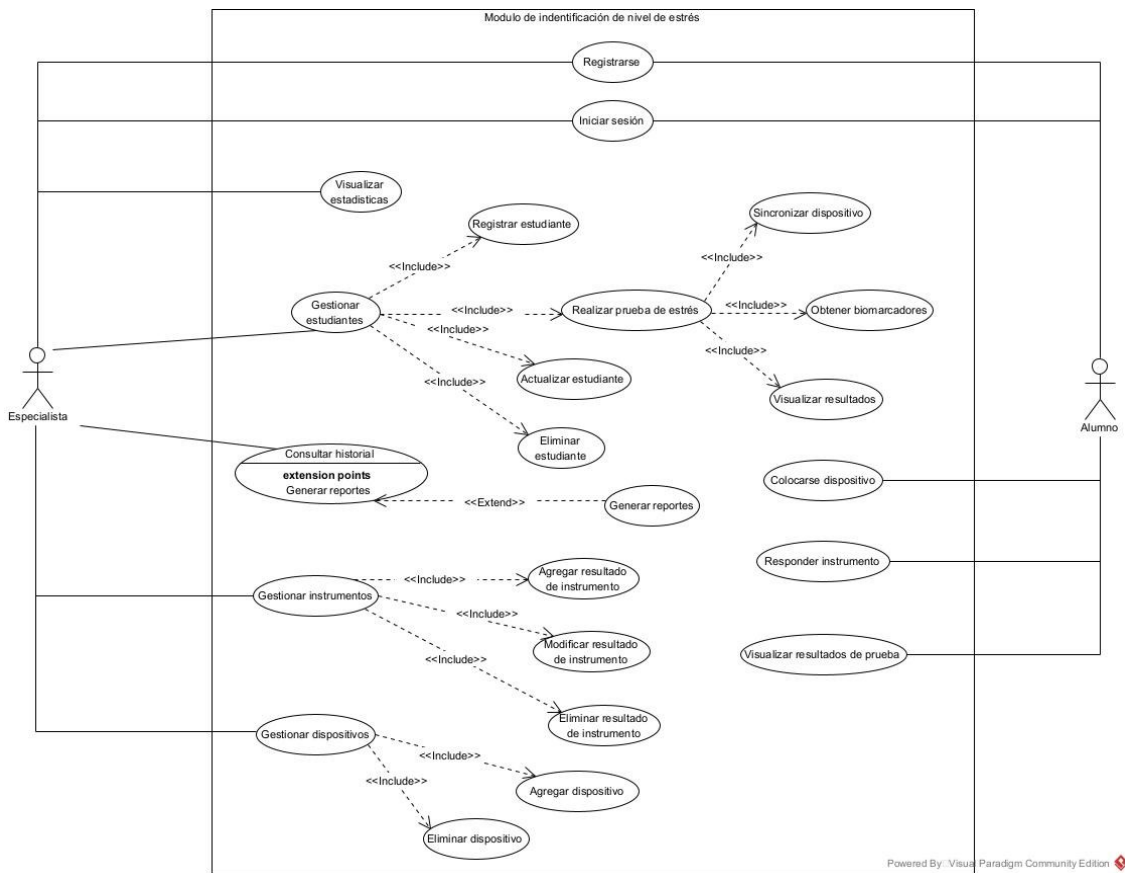 Modulo de indentificación de nivel de estrés
Registrarse
Iniciar sesión
Visualizar
estadisticas
Registrar estudiante
Sincronizar dispositivo
<<Include>>
<<Include>>
Gestionar
estudiantes
<<Include>>
Realizar prueba de estrés
<<Include>>
Obtener biomarcadores
<<Include>>
<<Include>>
Actualizar estudiante
<<Include>>
Visualizar resultados
Especialista
Alumno
Eliminar
estudiante
Consultar historial
extension points
Generar reportes
<<Extend>>
Generar reportes
Colocarse dispositivo
Responder instrumento
Gestionar instrumentos
<<Include>>
Agregar resultado
de instrumento
<<Include>>
Modificar resultado
de instrumento
<<Include>>
Visualizar resultados de prueba
Eliminar resultado
de instrumento
Gestionar dispositivos
<<Include>>
<<Include>>
Agregar dispositivo
Eliminar dispositivo
Powered By Visual Paradigm Community Edition